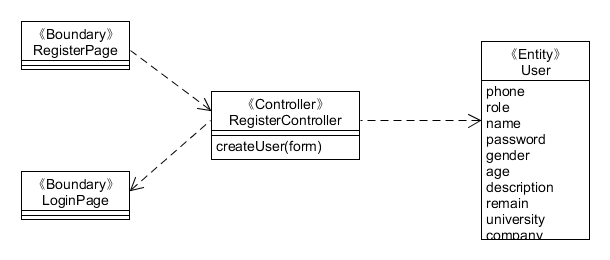 《Boundary》
RegisterPage
《Controller》
RegisterController
createUser(form)
《Boundary》
LoginPage
《Entity》
User
phone
role
name
password
gender
age
description
remain
university
company